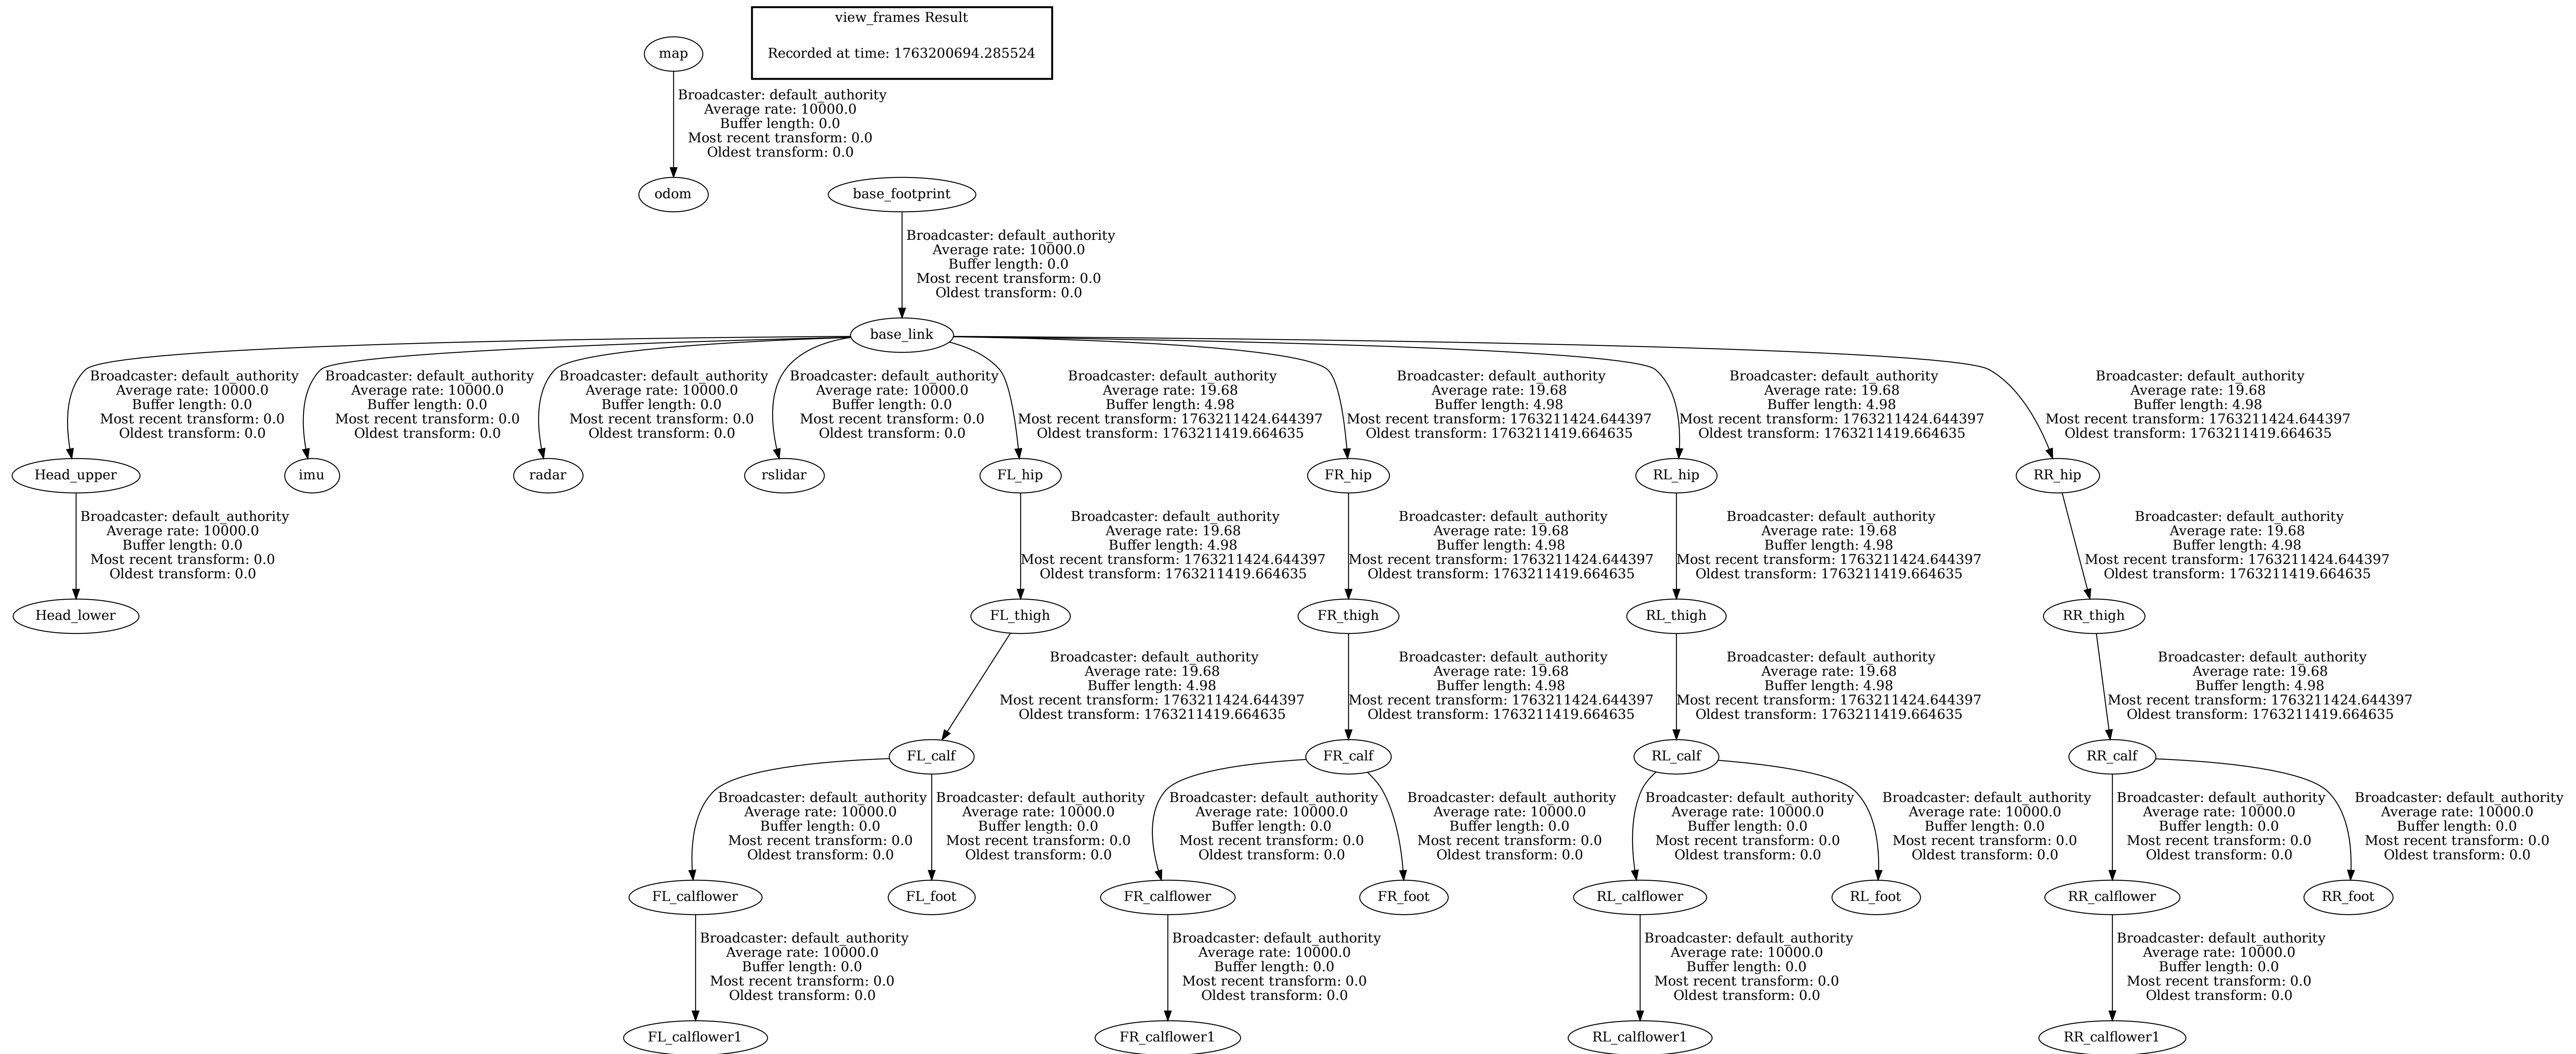 view_frames Result
Recorded at time: 1763200694.285524
map
Broadcaster: default_authority
Average rate: 10000.0
Buffer length: 0.0
Most recent transform: 0.0
Oldest transform: 0.0
odom
base_footprint
Broadcaster: default_authority
Average rate: 10000.0
Buffer length: 0.0
Most recent transform: 0.0
Oldest transform: 0.0
base_link
Broadcaster: default_authority
Average rate: 10000.0
Buffer length: 0.0
Most recent transform: 0.0
Oldest transform: 0.0
Broadcaster: default_authority
Average rate: 10000.0
Buffer length: 0.0
Most recent transform: 0.0
Oldest transform: 0.0
Broadcaster: default_authority
Average rate: 10000.0
Buffer length: 0.0
Most recent transform: 0.0
Oldest transform: 0.0
Broadcaster: default_authority
Average rate: 10000.0
Buffer length: 0.0
Most recent transform: 0.0
Oldest transform: 0.0
Broadcaster: default_authority
Average rate: 19.68
Buffer length: 4.98
Most recent transform: 1763211424.644397
Oldest transform: 1763211419.664635
Broadcaster: default_authority
Average rate: 19.68
Buffer length: 4.98
Most recent transform: 1763211424.644397
Oldest transform: 1763211419.664635
Broadcaster: default_authority
Average rate: 19.68
Buffer length: 4.98
Most recent transform: 1763211424.644397
Oldest transform: 1763211419.664635
Broadcaster: default_authority
Average rate: 19.68
Buffer length: 4.98
Most recent transform: 1763211424.644397
Oldest transform: 1763211419.664635
Head_upper
imu
radar
rslidar
FL_hip
FR_hip
RL_hip
RR_hip
Broadcaster: default_authority
Average rate: 10000.0
Buffer length: 0.0
Most recent transform: 0.0
Oldest transform: 0.0
Broadcaster: default_authority
Average rate: 19.68
Buffer length: 4.98
Most recent transform: 1763211424.644397
Oldest transform: 1763211419.664635
Broadcaster: default_authority
Average rate: 19.68
Buffer length: 4.98
Most recent transform: 1763211424.644397
Oldest transform: 1763211419.664635
Broadcaster: default_authority
Average rate: 19.68
Buffer length: 4.98
Most recent transform: 1763211424.644397
Oldest transform: 1763211419.664635
Broadcaster: default_authority
Average rate: 19.68
Buffer length: 4.98
Most recent transform: 1763211424.644397
Oldest transform: 1763211419.664635
Head_lower
FL_thigh
FR_thigh
RL_thigh
RR_thigh
Broadcaster: default_authority
Average rate: 19.68
Buffer length: 4.98
Most recent transform: 1763211424.644397
Oldest transform: 1763211419.664635
Broadcaster: default_authority
Average rate: 19.68
Buffer length: 4.98
Most recent transform: 1763211424.644397
Oldest transform: 1763211419.664635
Broadcaster: default_authority
Average rate: 19.68
Buffer length: 4.98
Most recent transform: 1763211424.644397
Oldest transform: 1763211419.664635
Broadcaster: default_authority
Average rate: 19.68
Buffer length: 4.98
Most recent transform: 1763211424.644397
Oldest transform: 1763211419.664635
FL_calf
FR_calf
RL_calf
RR_calf
Broadcaster: default_authority
Average rate: 10000.0
Buffer length: 0.0
Most recent transform: 0.0
Oldest transform: 0.0
Broadcaster: default_authority
Average rate: 10000.0
Buffer length: 0.0
Most recent transform: 0.0
Oldest transform: 0.0
Broadcaster: default_authority
Average rate: 10000.0
Buffer length: 0.0
Most recent transform: 0.0
Oldest transform: 0.0
Broadcaster: default_authority
Average rate: 10000.0
Buffer length: 0.0
Most recent transform: 0.0
Oldest transform: 0.0
Broadcaster: default_authority
Average rate: 10000.0
Buffer length: 0.0
Most recent transform: 0.0
Oldest transform: 0.0
Broadcaster: default_authority
Average rate: 10000.0
Buffer length: 0.0
Most recent transform: 0.0
Oldest transform: 0.0
Broadcaster: default_authority
Average rate: 10000.0
Buffer length: 0.0
Most recent transform: 0.0
Oldest transform: 0.0
Broadcaster: default_authority
Average rate: 10000.0
Buffer length: 0.0
Most recent transform: 0.0
Oldest transform: 0.0
FL_calflower
FL_foot
FR_calflower
FR_foot
RL_calflower
RL_foot
RR_calflower
RR_foot
Broadcaster: default_authority
Average rate: 10000.0
Buffer length: 0.0
Most recent transform: 0.0
Oldest transform: 0.0
Broadcaster: default_authority
Average rate: 10000.0
Buffer length: 0.0
Most recent transform: 0.0
Oldest transform: 0.0
Broadcaster: default_authority
Average rate: 10000.0
Buffer length: 0.0
Most recent transform: 0.0
Oldest transform: 0.0
Broadcaster: default_authority
Average rate: 10000.0
Buffer length: 0.0
Most recent transform: 0.0
Oldest transform: 0.0
FL_calflower1
FR_calflower1
RL_calflower1
RR_calflower1